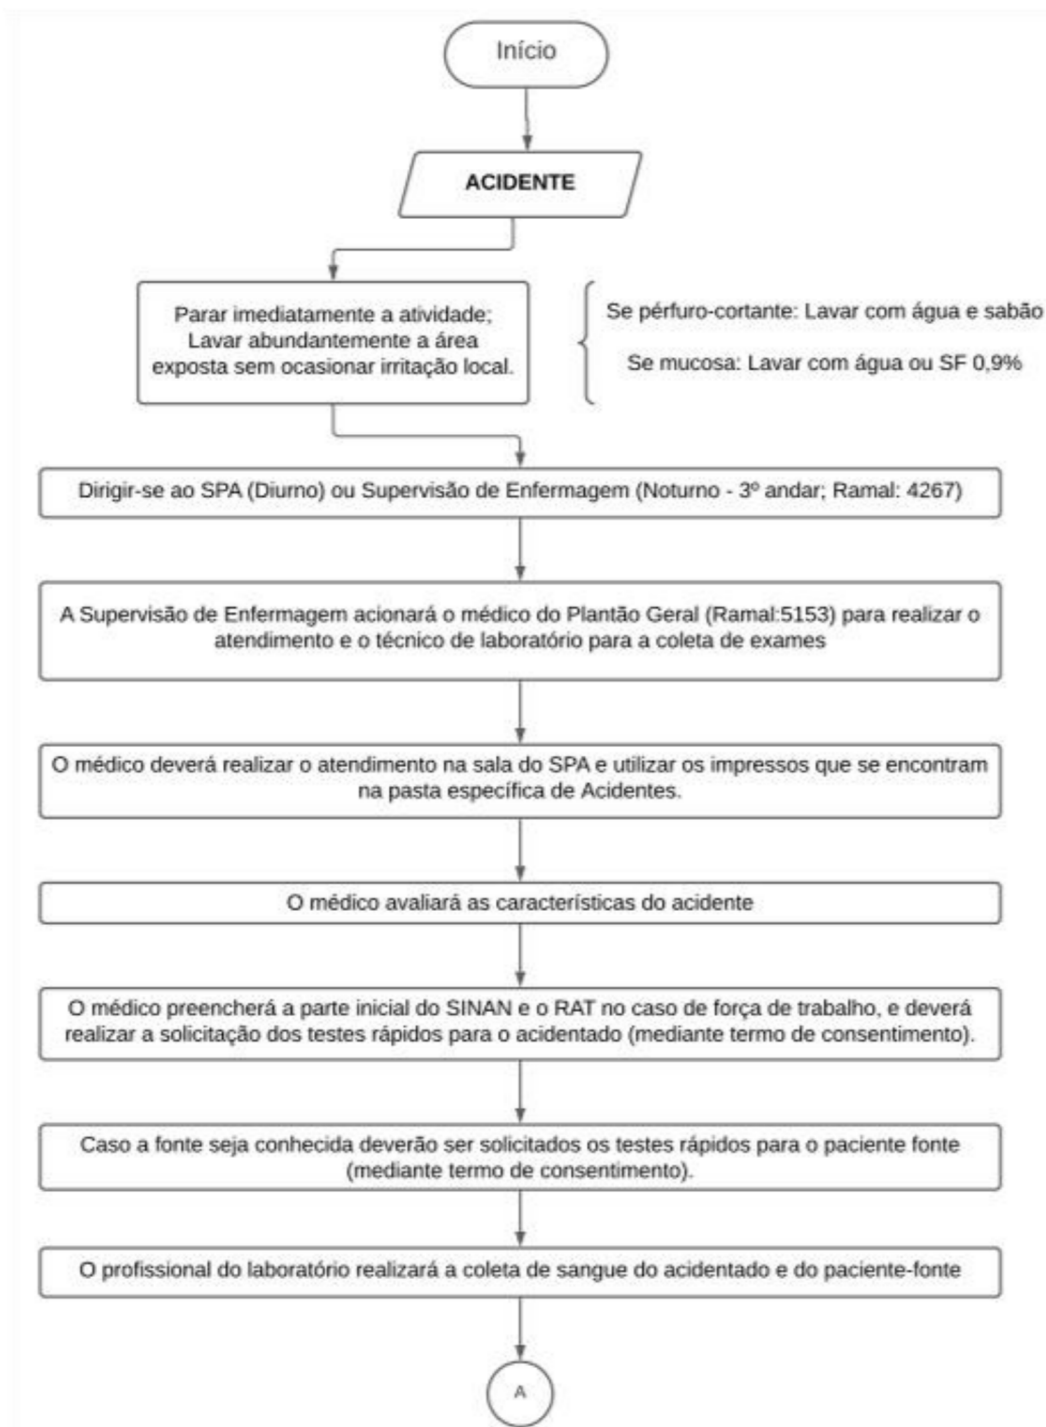 Início
ACIDENTE
Parar imediatamente a atividade;
Lavar abundantemente a área
exposta sem ocasionar irritação local.
Se pérfuro-cortante: Lavar com água e sabão
Se mucosa: Lavar com água ou SF 0,9%
Dirigir-se ao SPA (Diurno) ou Supervisão de Enfermagem (Noturno - 3º andar; Ramal: 4267)
A Supervisão de Enfermagem acionará o médico do Plantão Geral (Ramal:5153) para realizar o
atendimento e o técnico de laboratório para a coleta de exames
O médico deverá realizar o atendimento na sala do SPA e utilizar os impressos que se encontram
na pasta específica de Acidentes.
O médico avaliará as características do acidente
O médico preencherá a parte inicial do SINAN e o RAT no caso de força de trabalho, e deverá
realizar a solicitação dos testes rápidos para o acidentado (mediante termo de consentimento).
Caso a fonte seja conhecida deverão ser solicitados os testes rápidos para o paciente fonte
(mediante termo de consentimento).
O profissional do laboratório realizará a coleta de sangue do acidentado e do paciente-fonte
A